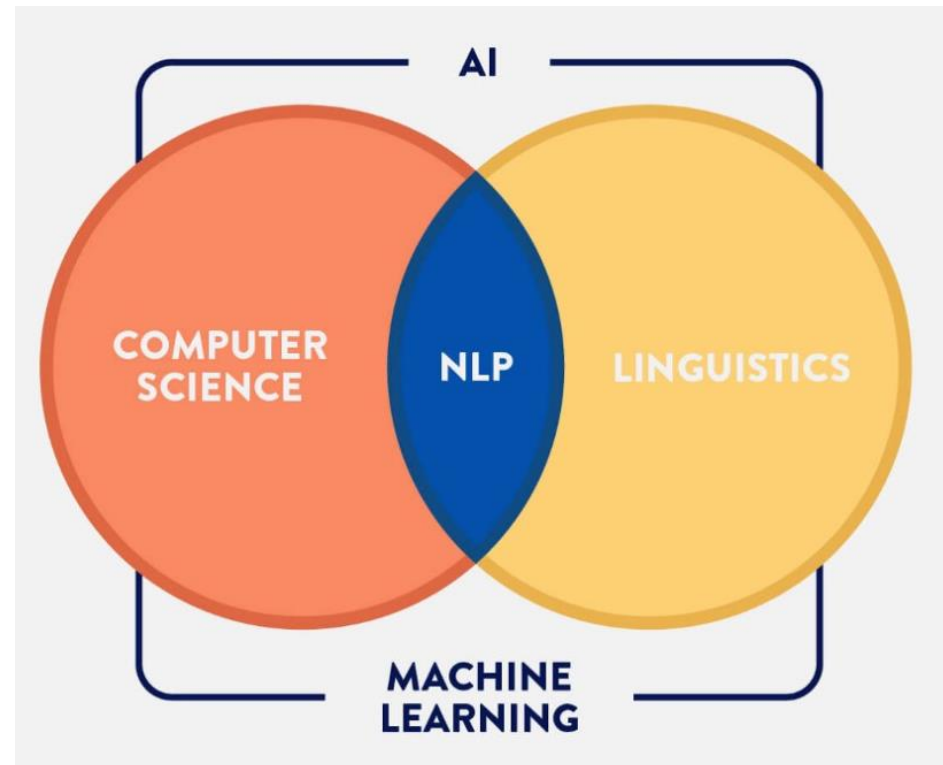 AI
COMPUTER
SCIENCE
NLP
LINGUISTICS
MACHINE
LEARNING